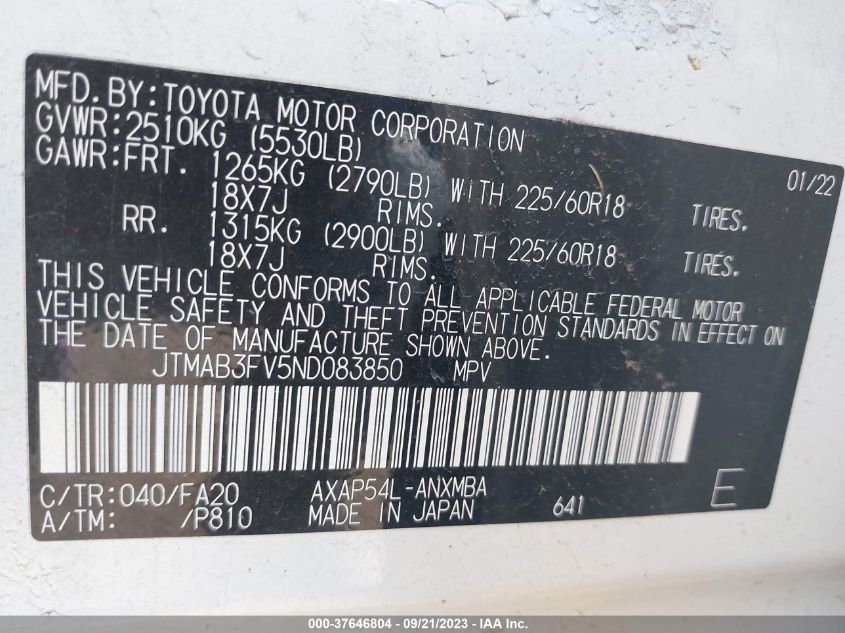 MFD.BY:TOYOTA MOTOR CORPORATION 01/22
GVWR:2510KG (5530LB)
GAWR:FRT. 1265KG (2790LB) WITH 225/60R18 TIRES.
18X7J RIMS.
RR. 1315KG (2900LB) WITH 225/60R18 TIRES.
18X7J RIMS.
THIS VEHICLE CONFORMS TO ALL APPLICABLE FEDERAL MOTOR
VEHICLE SAFETY AND THEFT PREVENTION STANDARDS IN EFFECT ON
THE DATE OF MANUFACTURE SHOWN ABOVE.
JTMAB3FV5ND083850 MPV
C/TR:040/FA20 AXAP54L-ANXMBA
A/TM: /P810 MADE IN JAPAN 641 E
000-37646804 - 09/21/2023 - IAA Inc.